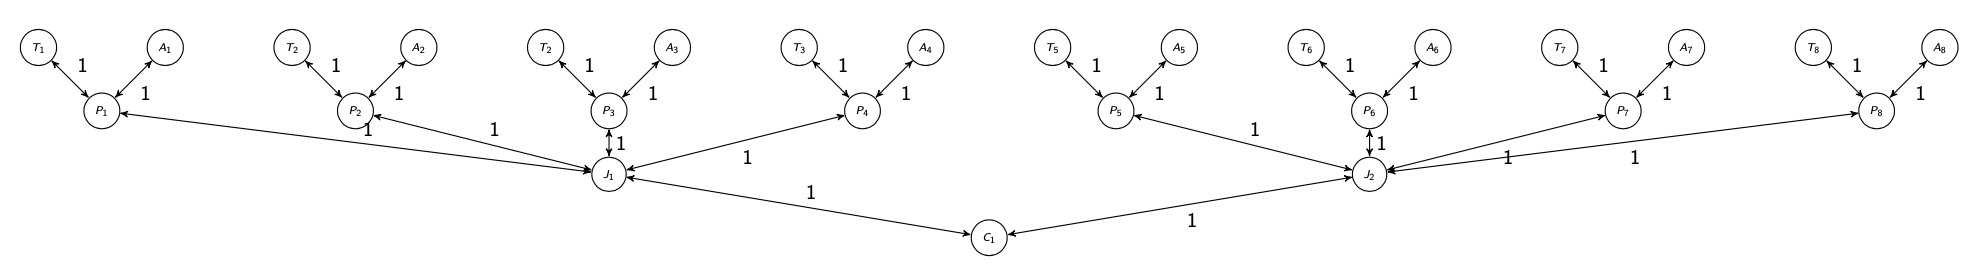 T₁ A₁ T₂ A₂ T₂ A₃ T₃ A₄ T₅ A₅ T₆ A₆ T₇ A₇ T₈ A₈
1 1 1 1 1 1 1 1
1 1 1 1 1 1 1 1
P₁ P₂ P₃ P₄ P₅ P₆ P₇ P₈
1 1 1 1
1 1
1 1 1
J₁ J₂
1
1
C₁